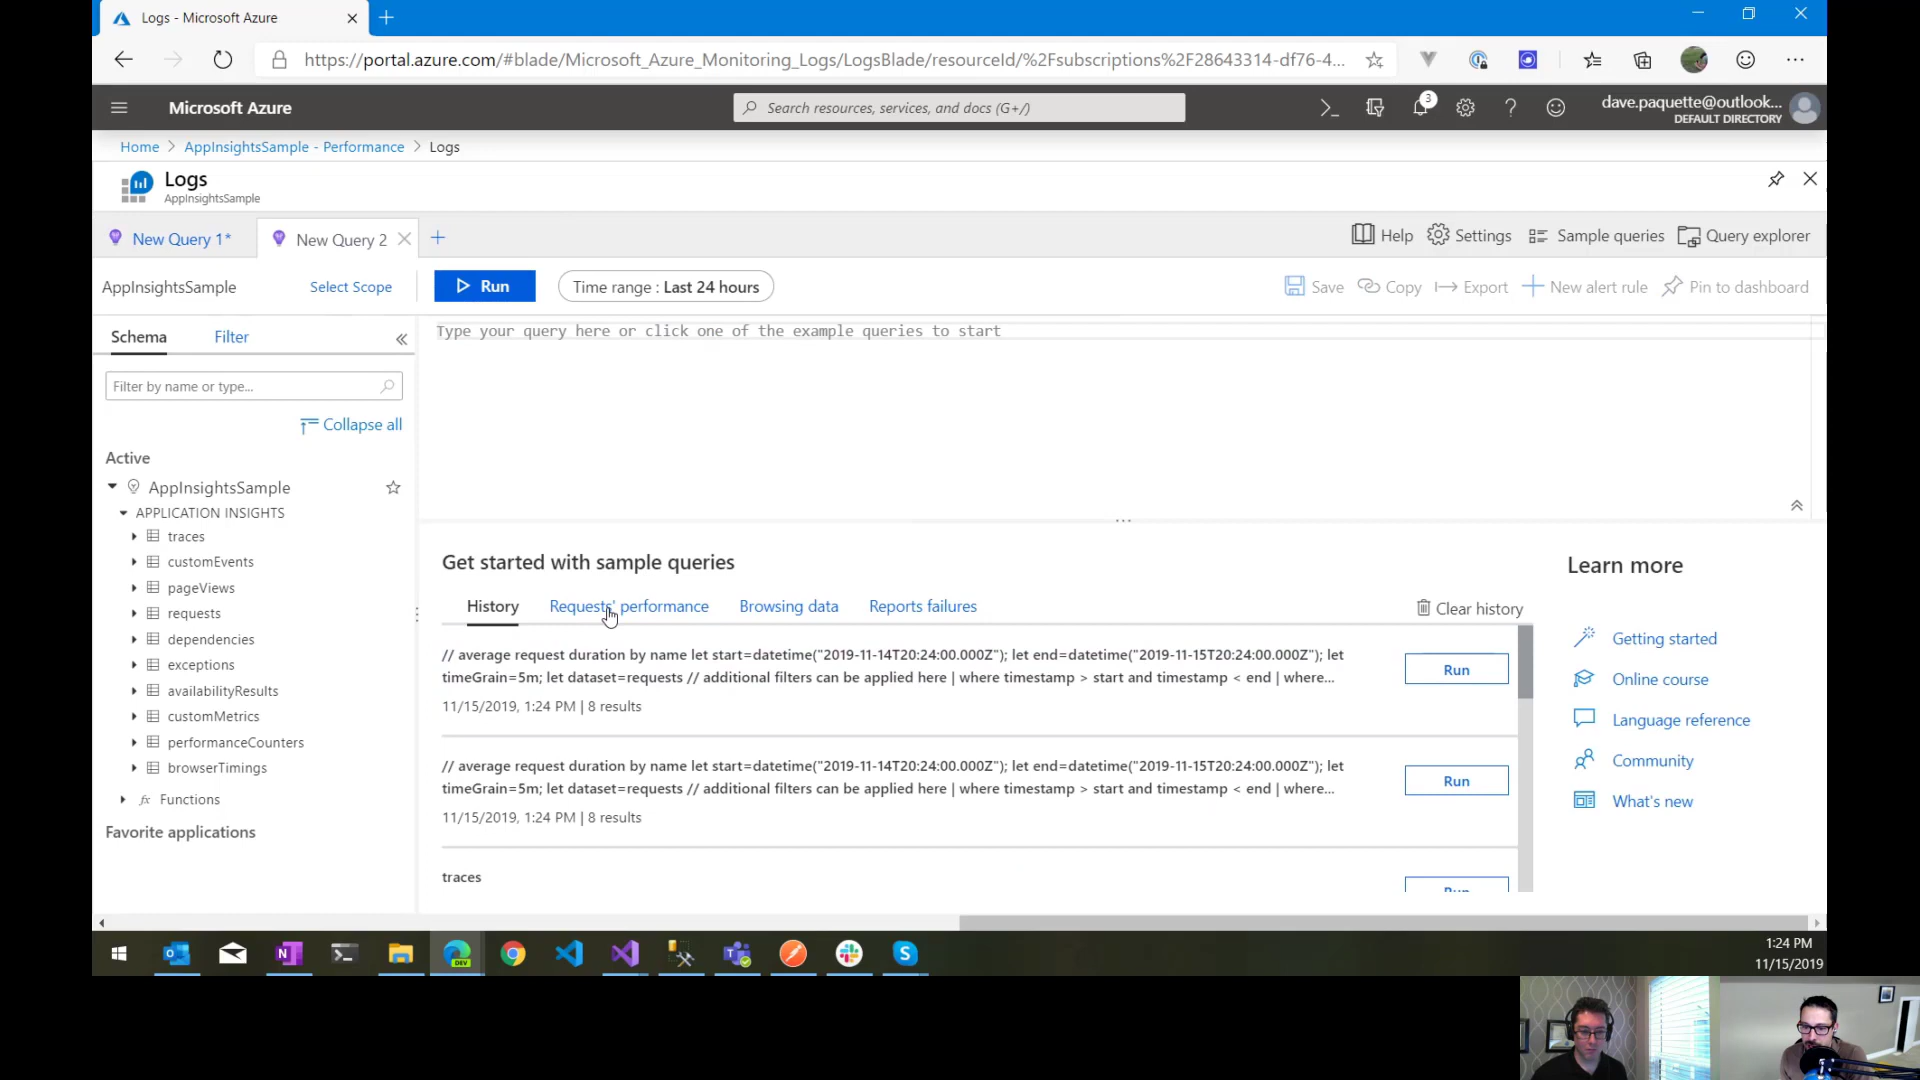 Logs - Microsoft Azure
https://portal.azure.com/#blade/Microsoft_Azure_Monitoring_Logs/LogsBlade/resourceId/%2Fsubscriptions%2F28643314-df76-4...
Microsoft Azure
Search resources, services, and docs (G+/)
3
dave.paquette@outlook...
DEFAULT DIRECTORY
Home > AppInsightsSample - Performance > Logs
Logs
AppInsightsSample
New Query 1*
New Query 2
Help
Settings
Sample queries
Query explorer
AppInsightsSample
Select Scope
Run
Time range : Last 24 hours
Save
Copy
Export
New alert rule
Pin to dashboard
Schema
Filter
Type your query here or click one of the example queries to start
Filter by name or type...
Collapse all
Active
AppInsightsSample
APPLICATION INSIGHTS
traces
customEvents
pageViews
requests
dependencies
exceptions
availabilityResults
customMetrics
performanceCounters
browserTimings
fx Functions
Favorite applications
Get started with sample queries
History
Requests' performance
Browsing data
Reports failures
Clear history
// average request duration by name let start=datetime("2019-11-14T20:24:00.000Z"); let end=datetime("2019-11-15T20:24:00.000Z"); let
timeGrain=5m; let dataset=requests // additional filters can be applied here | where timestamp > start and timestamp < end | where...
11/15/2019, 1:24 PM | 8 results
Run
// average request duration by name let start=datetime("2019-11-14T20:24:00.000Z"); let end=datetime("2019-11-15T20:24:00.000Z"); let
timeGrain=5m; let dataset=requests // additional filters can be applied here | where timestamp > start and timestamp < end | where...
11/15/2019, 1:24 PM | 8 results
Run
traces
Run
Learn more
Getting started
Online course
Language reference
Community
What's new
DEV
1:24 PM
11/15/2019